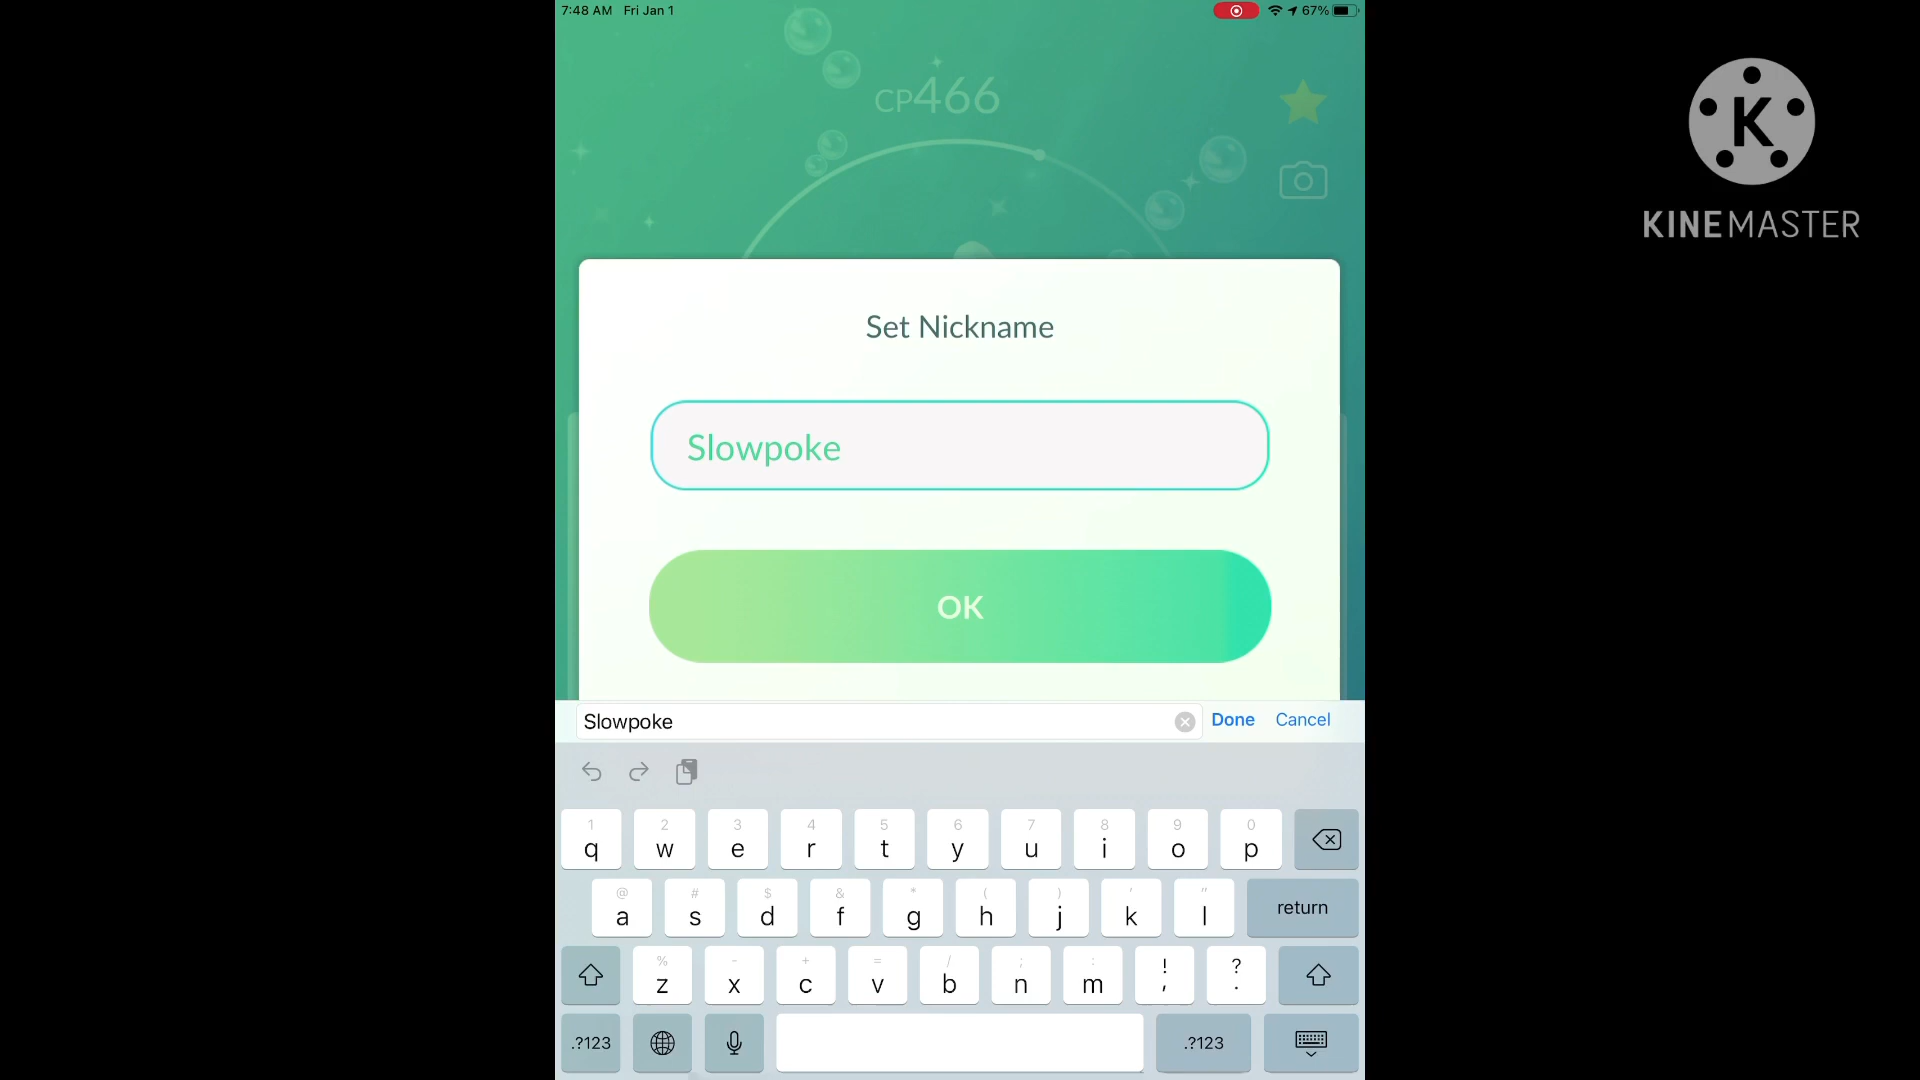 7:48 AM Fri Jan 1
67%
CP466
K
KINEMASTER
Set Nickname
Slowpoke
OK
Slowpoke
Done Cancel
1 2 3 4 5 6 7 8 9 0
q w e r t y u i o p
@ # $ & * ( ) ' "
a s d f g h j k l return
% - + = / ; : ! ?
z x c v b n m , .
.?123 .?123